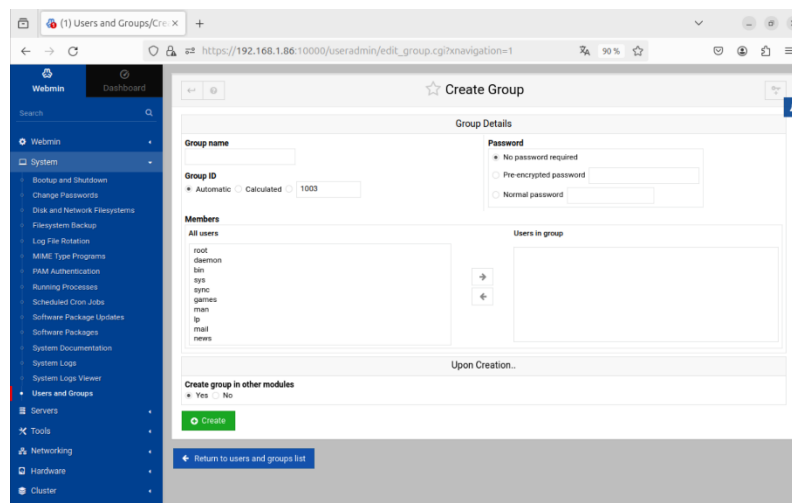 (1) Users and Groups/Cre
https://192.168.1.86:10000/useradmin/edit_group.cgi?xnavigation=1
90 %
Webmin
Dashboard
Search
Webmin
System
Bootup and Shutdown
Change Passwords
Disk and Network Filesystems
Filesystem Backup
Log File Rotation
MIME Type Programs
PAM Authentication
Running Processes
Scheduled Cron Jobs
Software Package Updates
Software Packages
System Documentation
System Logs
System Logs Viewer
Users and Groups
Servers
Tools
Networking
Hardware
Cluster
Create Group
Group Details
Group name
Group ID
Automatic Calculated 1003
Password
No password required
Pre-encrypted password
Normal password
Members
All users
root
daemon
bin
sys
sync
games
man
lp
mail
news
Users in group
Upon Creation..
Create group in other modules
Yes No
Create
Return to users and groups list